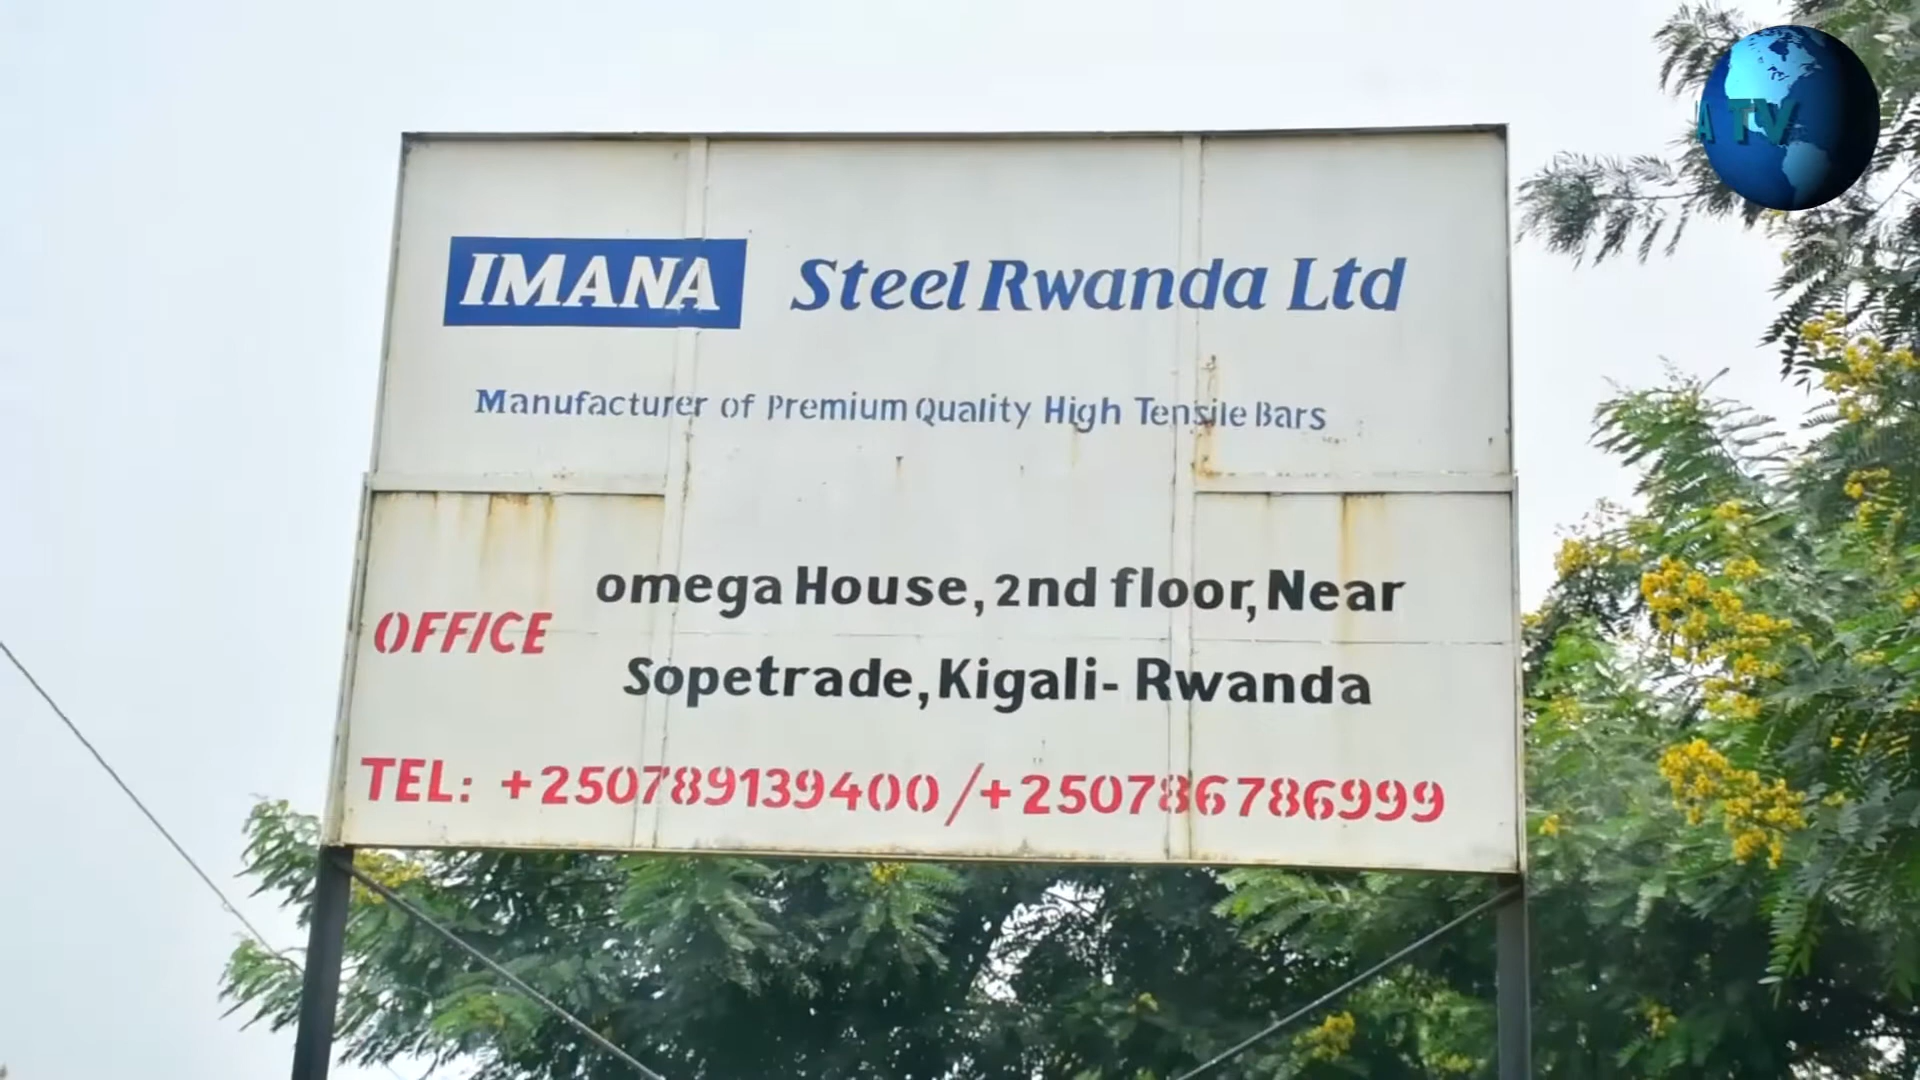 A TV
IMANA Steel Rwanda Ltd
Manufacturer of Premium Quality High Tensile Bars
OFFICE
omega House, 2nd floor, Near
Sopetrade, Kigali- Rwanda
TEL: +250789139400/+250786786999